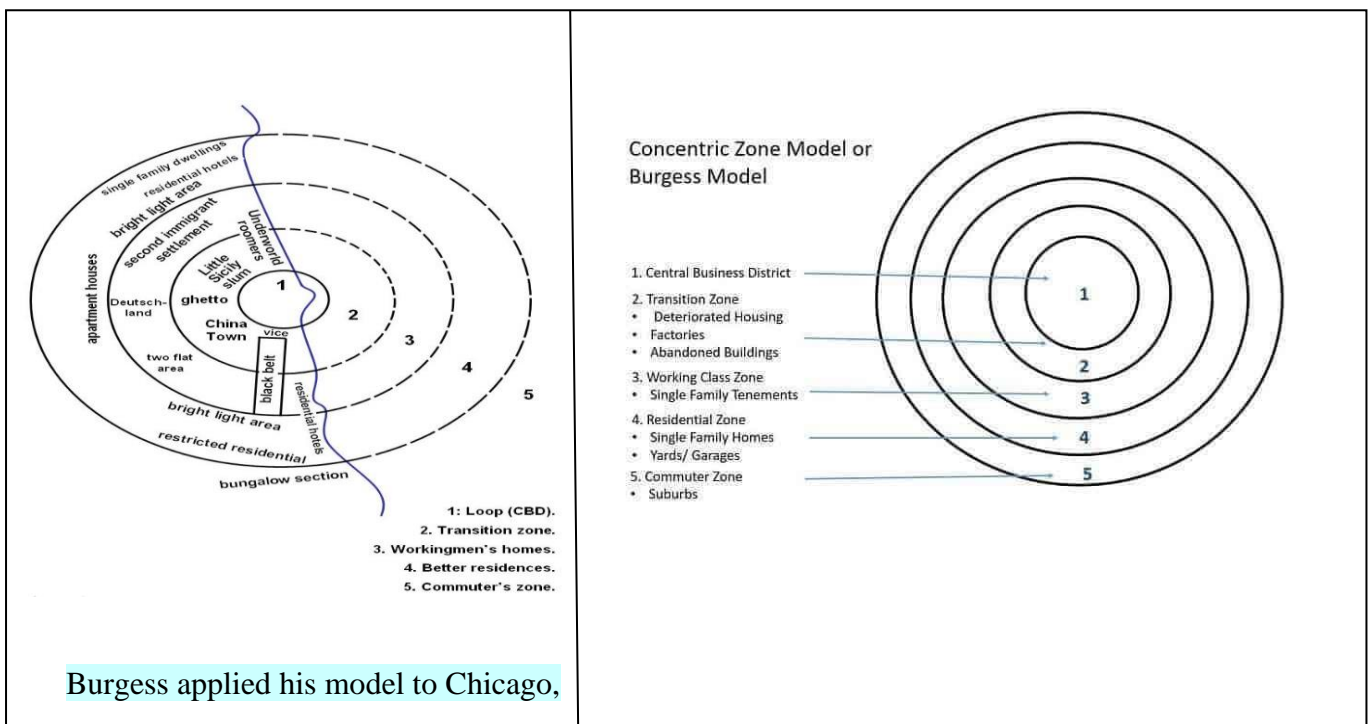 single family dwellings
residential hotels
bright light area
second immigrant
settlement
Underworld
roomers
Little
Sicily
slum
apartment houses
Deutsch-
land
ghetto
China
Town
vice
two flat
area
black belt
residential hotels
bright light area
restricted residential
bungalow section
1
2
3
4
5
1: Loop (CBD).
2. Transition zone.
3. Workingmen's homes.
4. Better residences.
5. Commuter's zone.
Burgess applied his model to Chicago,
Concentric Zone Model or
Burgess Model
1. Central Business District
2. Transition Zone
• Deteriorated Housing
• Factories
• Abandoned Buildings
3. Working Class Zone
• Single Family Tenements
4. Residential Zone
• Single Family Homes
• Yards/ Garages
5. Commuter Zone
• Suburbs
1
2
3
4
5